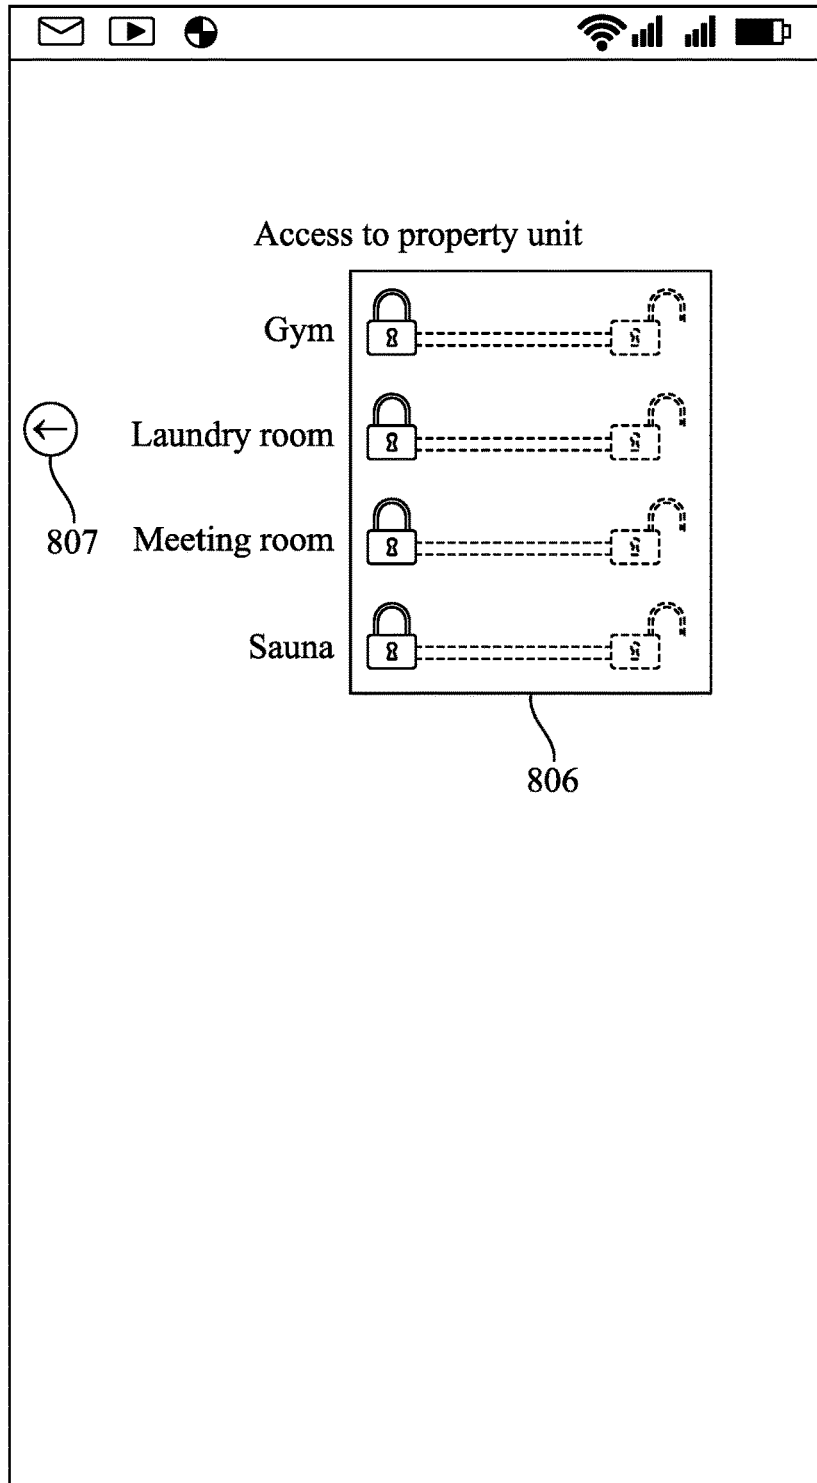 Access to property unit
Gym
Laundry room
807
Meeting room
Sauna
806